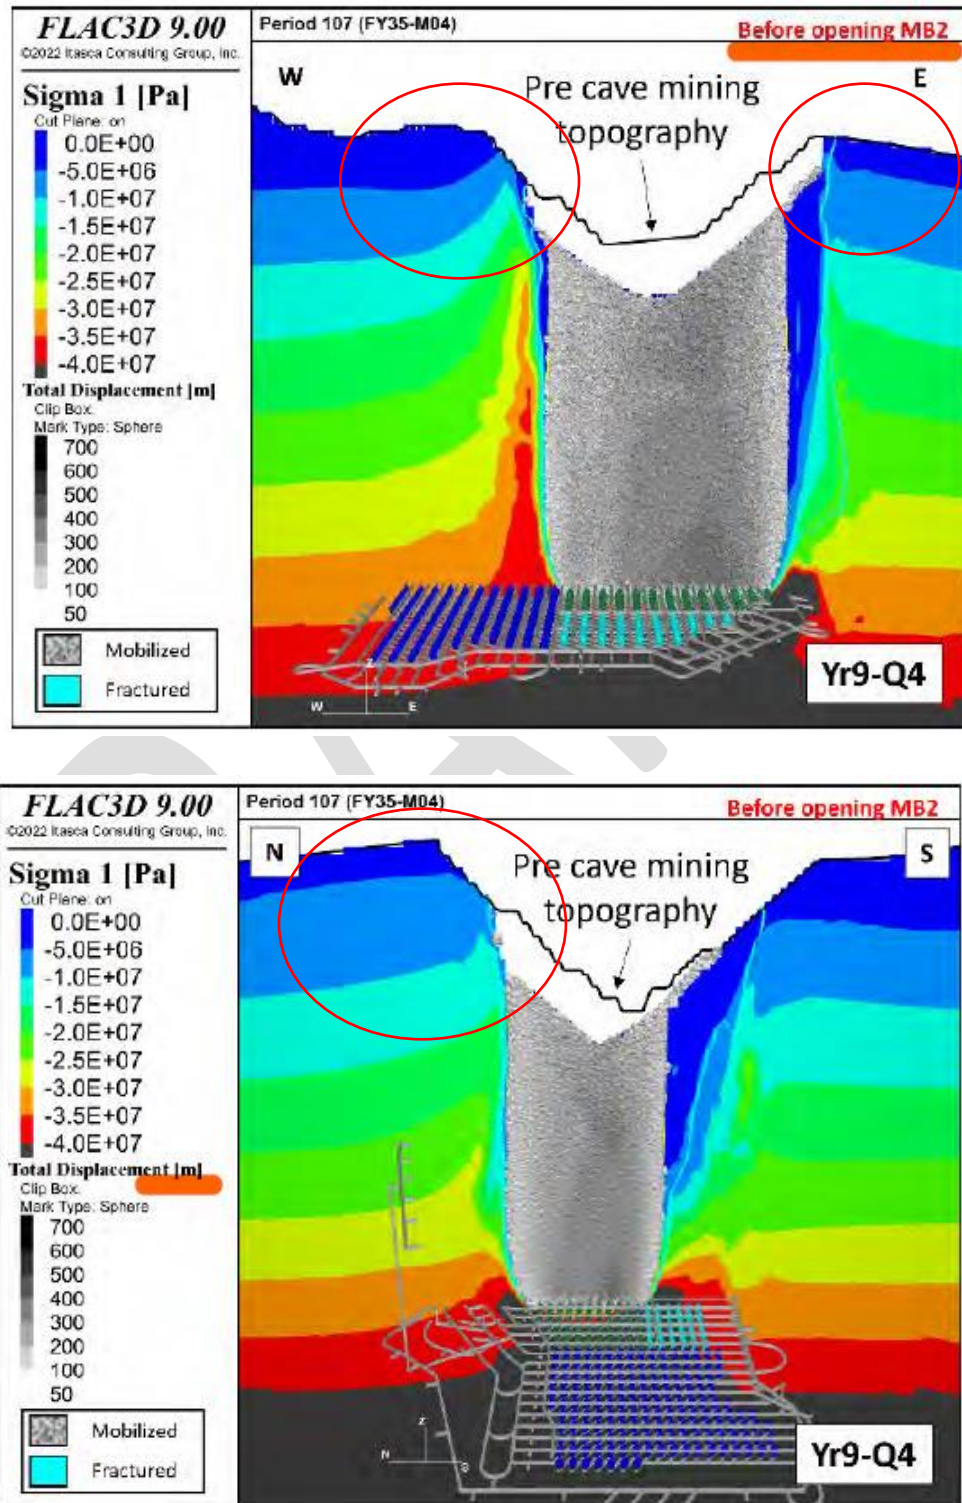 FLAC3D 9.00
©2022 Itasca Consulting Group, Inc.
Sigma 1 [Pa]
Cut Plane: on
0.0E+00
-5.0E+06
-1.0E+07
-1.5E+07
-2.0E+07
-2.5E+07
-3.0E+07
-3.5E+07
-4.0E+07
Total Displacement [m]
Clip Box:
Mark Type: Sphere
700
600
500
400
300
200
100
50
Mobilized
Fractured
Period 107 (FY35-M04)
Before opening MB2
W
E
Pre cave mining
topography
Z
W E
Yr9-Q4
FLAC3D 9.00
©2022 Itasca Consulting Group, Inc.
Sigma 1 [Pa]
Cut Plane: on
0.0E+00
-5.0E+06
-1.0E+07
-1.5E+07
-2.0E+07
-2.5E+07
-3.0E+07
-3.5E+07
-4.0E+07
Total Displacement [m]
Clip Box:
Mark Type: Sphere
700
600
500
400
300
200
100
50
Mobilized
Fractured
Period 107 (FY35-M04)
Before opening MB2
N
S
Pre cave mining
topography
Z
N S
Yr9-Q4